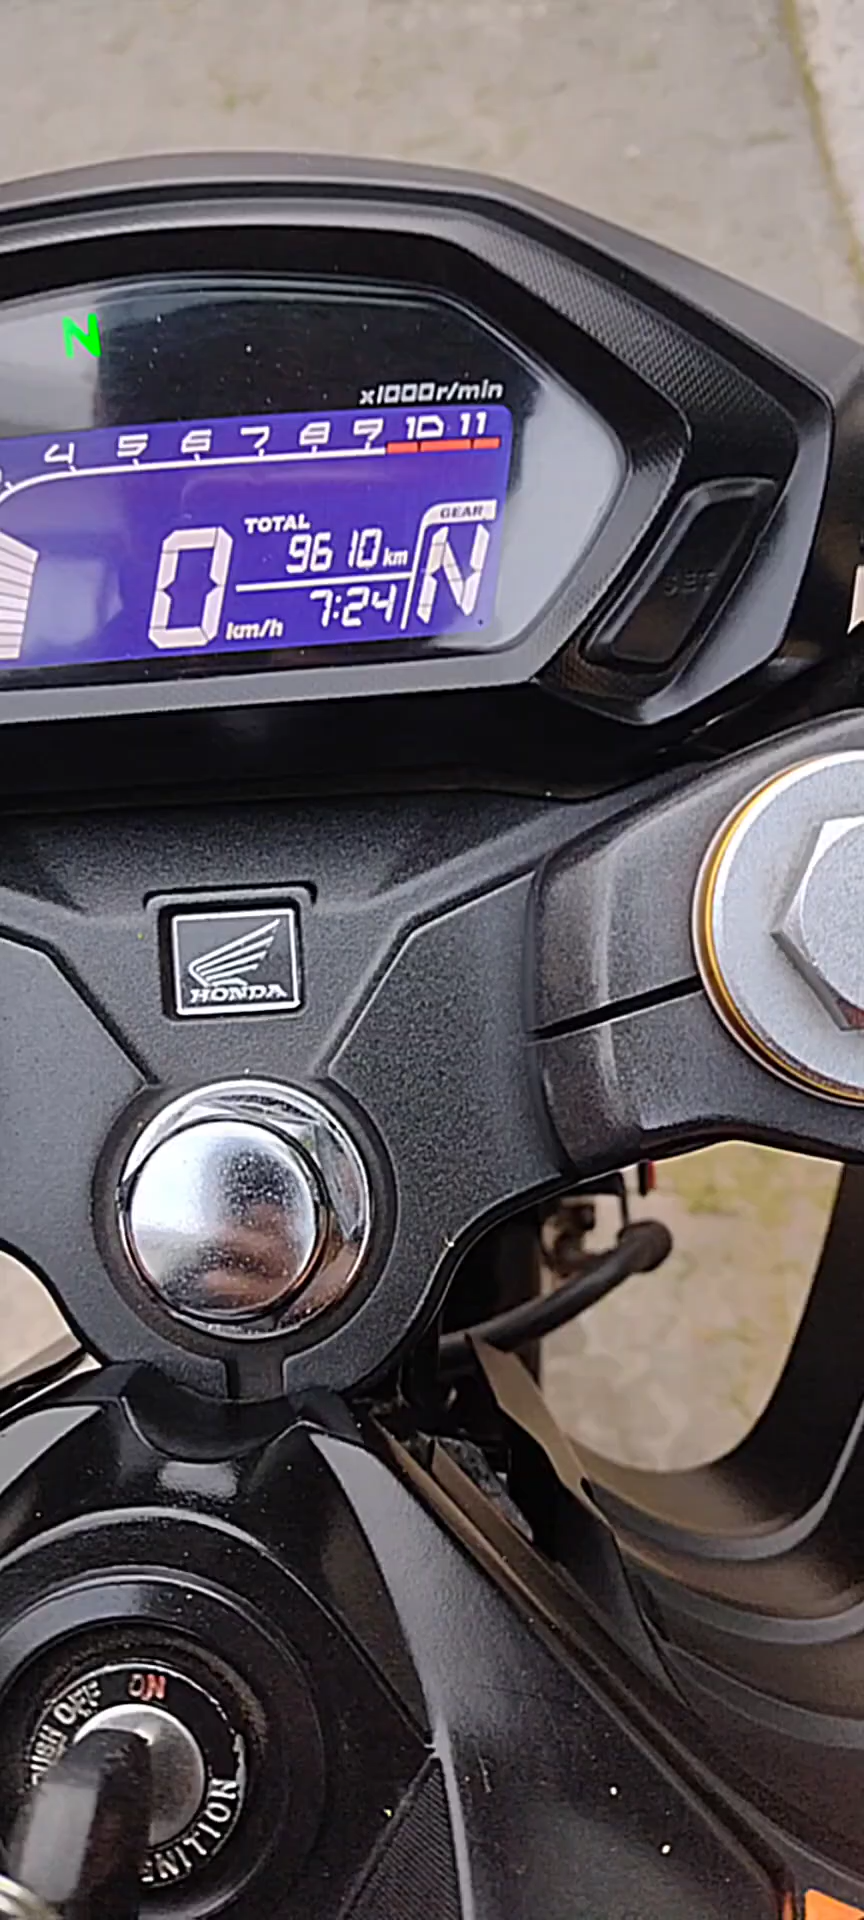 N
x1000r/min
4 5 6 7 8 9 10 11
TOTAL
9610 km
GEAR
N
0 km/h
7:24
SET
HONDA
PUSH OFF ON
IGNITION